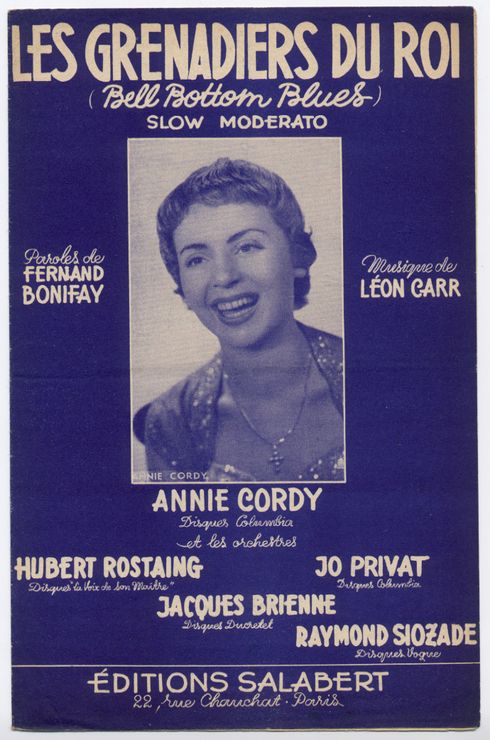 LES GRENADIERS DU ROI
(Bell Bottom Blues)
SLOW MODERATO
Paroles de
FERNAND
BONIFAY
Musique de
LÉON CARR
ANNIE CORDY
ANNIE CORDY
Disques Columbia
et les orchestres
HUBERT ROSTAING
Disques "la Voix de son Maître"
JO PRIVAT
Disques Columbia
JACQUES BRIENNE
Disques Ducretet
RAYMOND SIOZADE
Disques Vogue
ÉDITIONS SALABERT
22, rue Chauchat · Paris